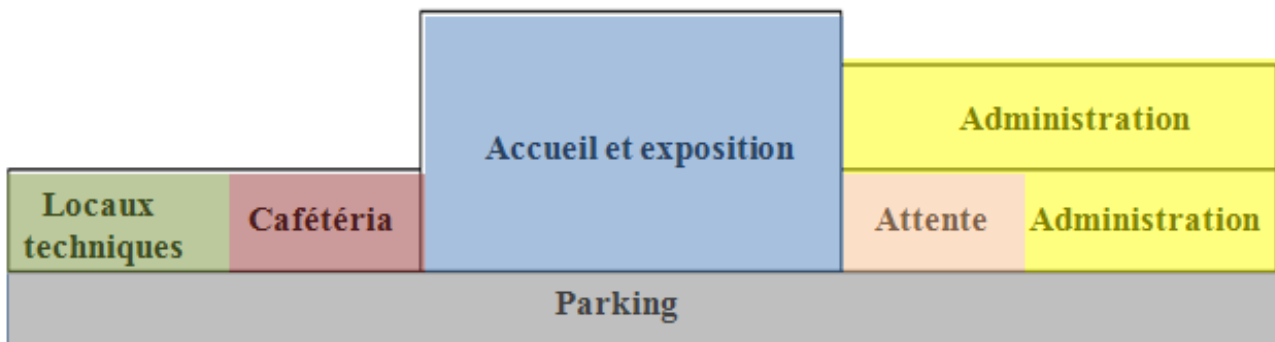 Administration
Accueil et exposition
Locaux
techniques
Cafétéria
Attente
Administration
Parking